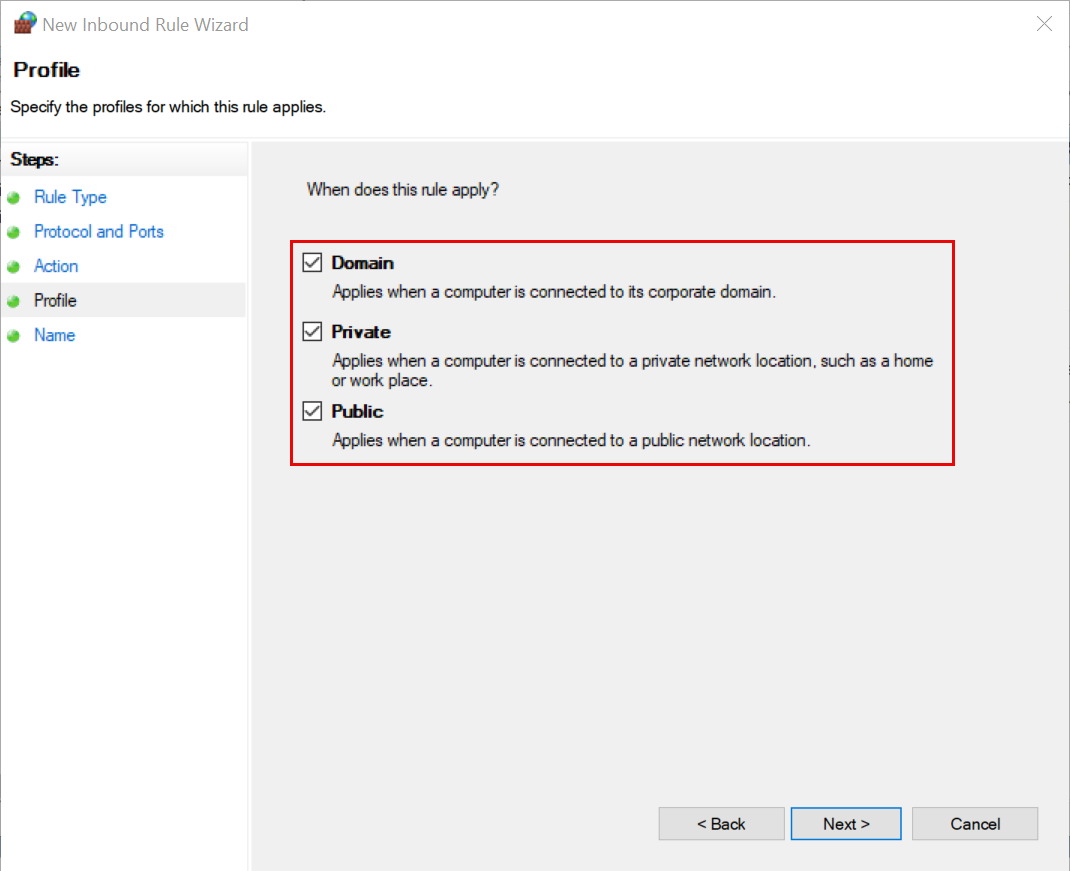 New Inbound Rule Wizard
Profile
Specify the profiles for which this rule applies.
Steps:
Rule Type
Protocol and Ports
Action
Profile
Name
When does this rule apply?
Domain
Applies when a computer is connected to its corporate domain.
Private
Applies when a computer is connected to a private network location, such as a home
or work place.
Public
Applies when a computer is connected to a public network location.
< Back
Next >
Cancel